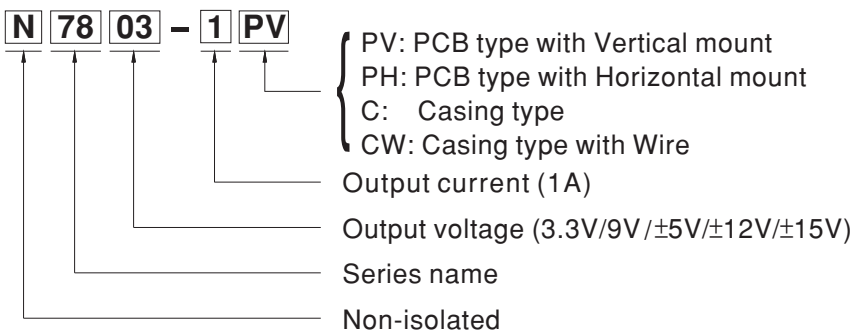 N 78 03 – 1 PV
PV: PCB type with Vertical mount
PH: PCB type with Horizontal mount
C: Casing type
CW: Casing type with Wire
Output current (1A)
Output voltage (3.3V/9V/±5V/±12V/±15V)
Series name
Non-isolated